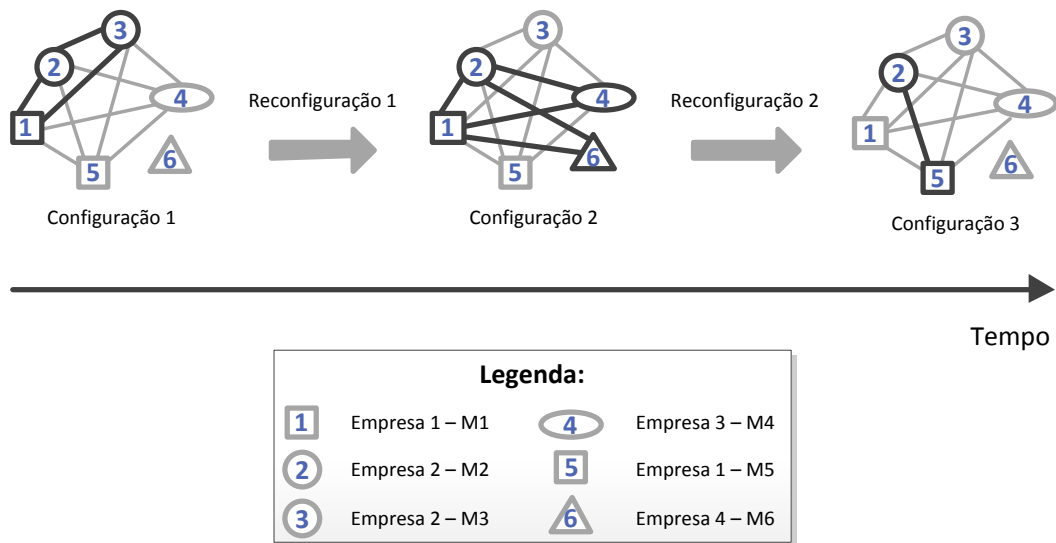 3
2
4
1
6
5
Configuração 1
Reconfiguração 1
3
2
4
1
6
5
Configuração 2
Reconfiguração 2
3
2
4
1
6
5
Configuração 3
Tempo
Legenda:
1 Empresa 1 – M1
4 Empresa 3 – M4
2 Empresa 2 – M2
5 Empresa 1 – M5
3 Empresa 2 – M3
6 Empresa 4 – M6